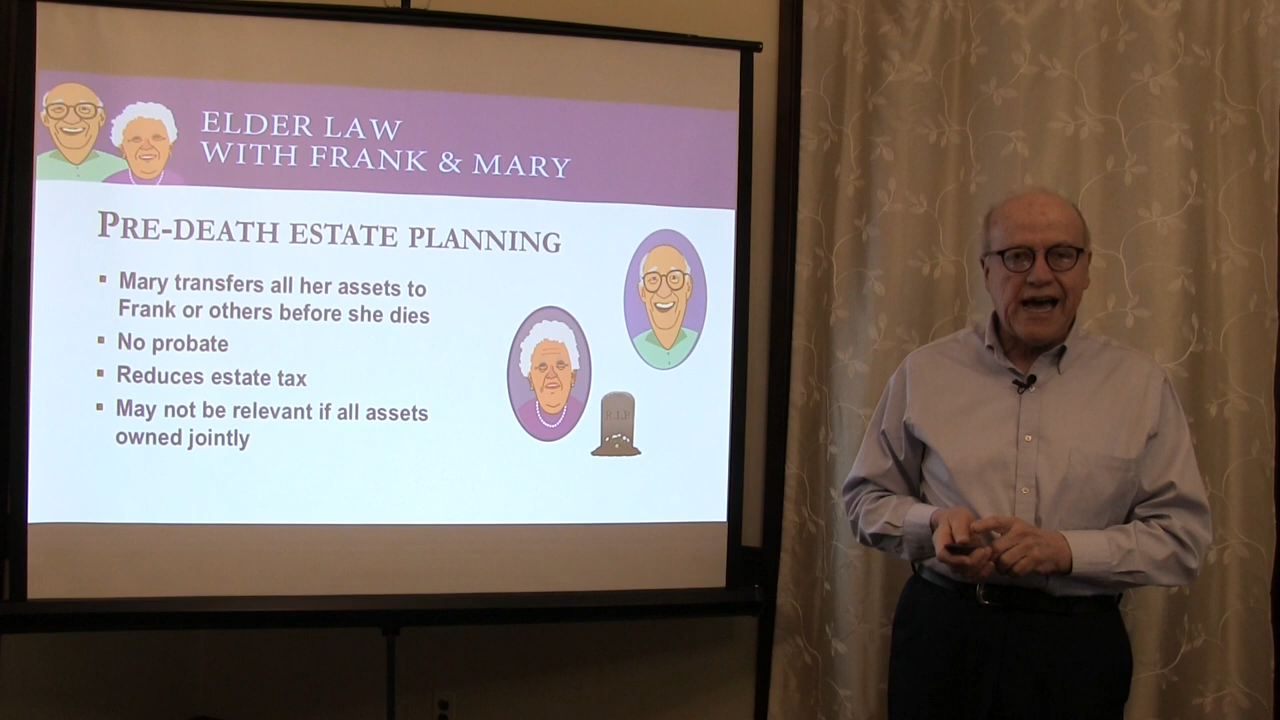 ELDER LAW
WITH FRANK & MARY
PRE-DEATH ESTATE PLANNING
▪ Mary transfers all her assets to
Frank or others before she dies
▪ No probate
▪ Reduces estate tax
▪ May not be relevant if all assets
owned jointly
R.I.P.